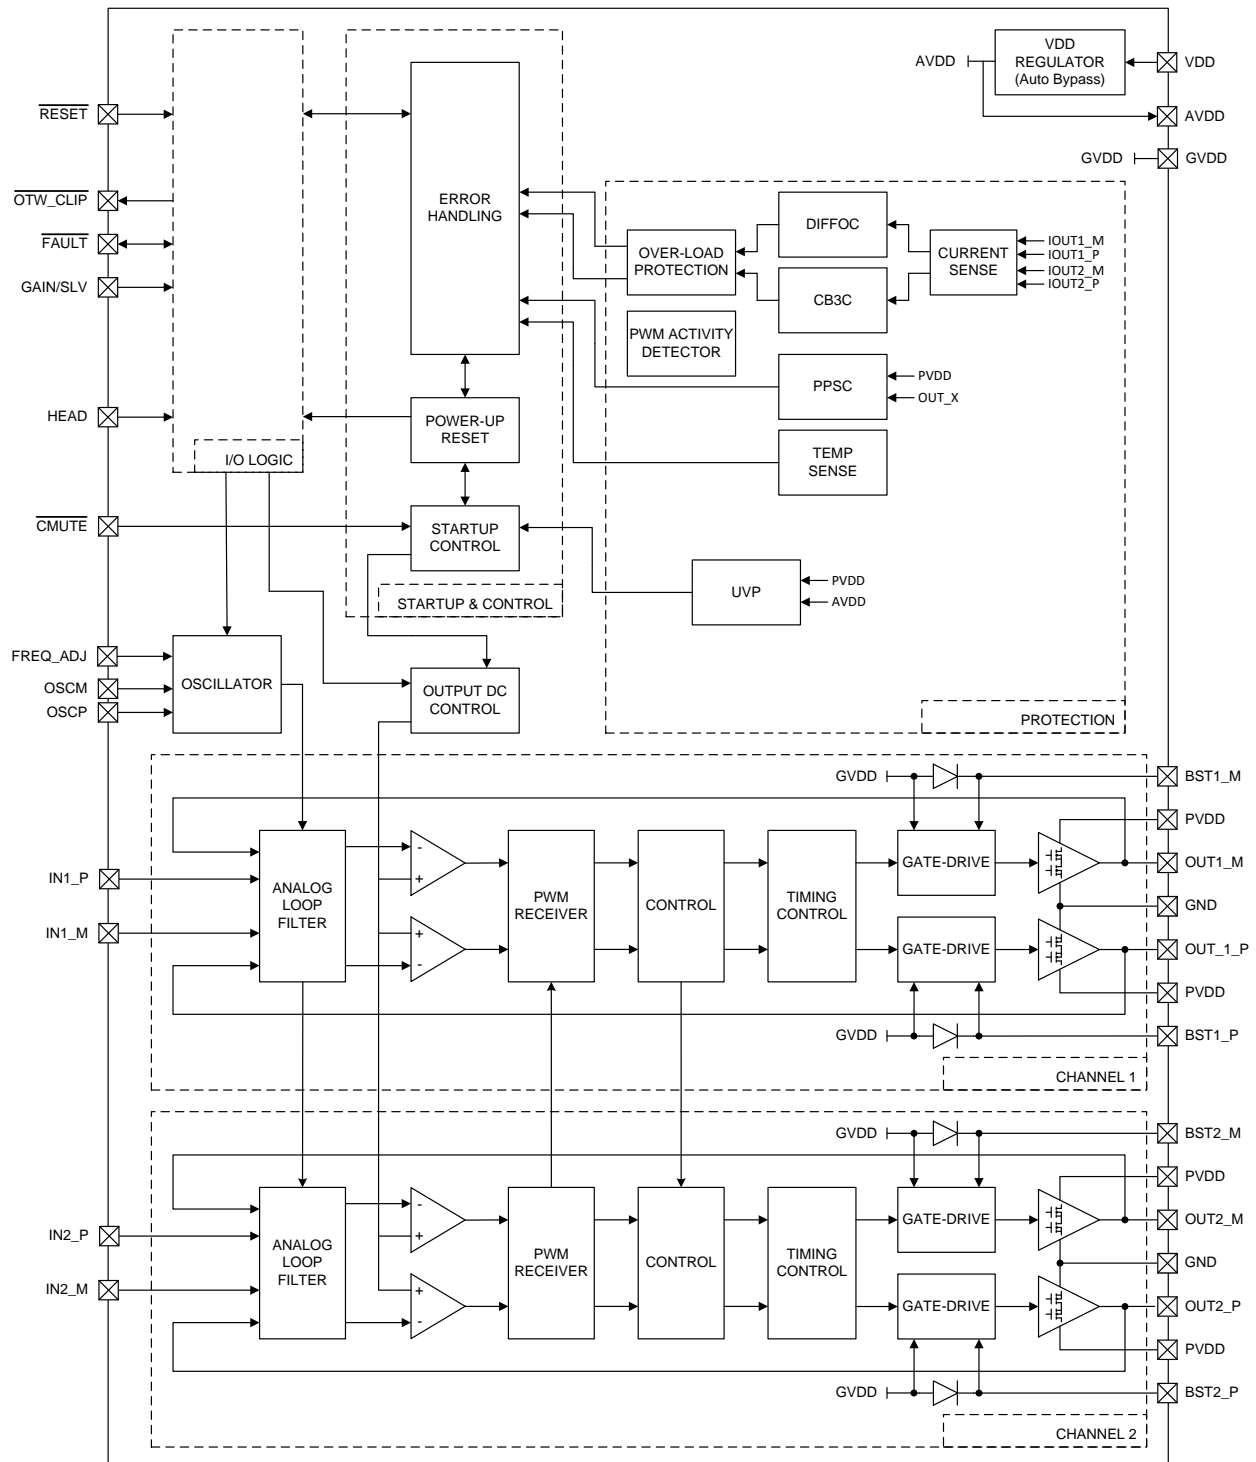 VDD
REGULATOR
(Auto Bypass)
AVDD
VDD
RESET
AVDD
GVDD
GVDD
ERROR
HANDLING
OTW_CLIP
DIFFOC
FAULT
OVER-LOAD
PROTECTION
CURRENT
SENSE
IOUT1_M
IOUT1_P
IOUT2_M
IOUT2_P
GAIN/SLV
CB3C
PWM ACTIVITY
DETECTOR
PPSC
PVDD
OUT_X
HEAD
POWER-UP
RESET
I/O LOGIC
TEMP
SENSE
CMUTE
STARTUP
CONTROL
UVP
PVDD
AVDD
STARTUP & CONTROL
FREQ_ADJ
OSCM
OSCP
OSCILLATOR
OUTPUT DC
CONTROL
PROTECTION
GVDD
BST1_M
PVDD
IN1_P
IN1_M
ANALOG
LOOP
FILTER
-
+
+
-
PWM
RECEIVER
CONTROL
TIMING
CONTROL
GATE-DRIVE
GATE-DRIVE
OUT1_M
GND
OUT_1_P
PVDD
GVDD
BST1_P
CHANNEL 1
GVDD
BST2_M
PVDD
IN2_P
IN2_M
ANALOG
LOOP
FILTER
-
+
+
-
PWM
RECEIVER
CONTROL
TIMING
CONTROL
GATE-DRIVE
GATE-DRIVE
OUT2_M
GND
OUT2_P
PVDD
GVDD
BST2_P
CHANNEL 2